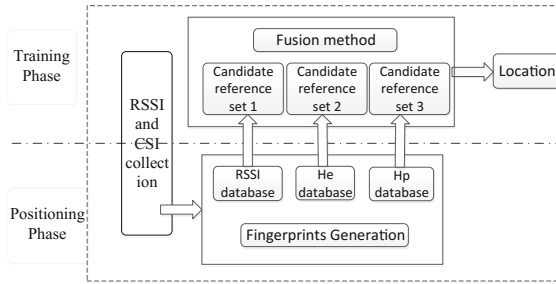 Training
Phase
Fusion method
Candidate
reference
set 1
Candidate
reference
set 2
Candidate
reference
set 3
Location
RSSI
and
CSI
collect
ion
RSSI
database
He
database
Hp
database
Positioning
Phase
Fingerprints Generation